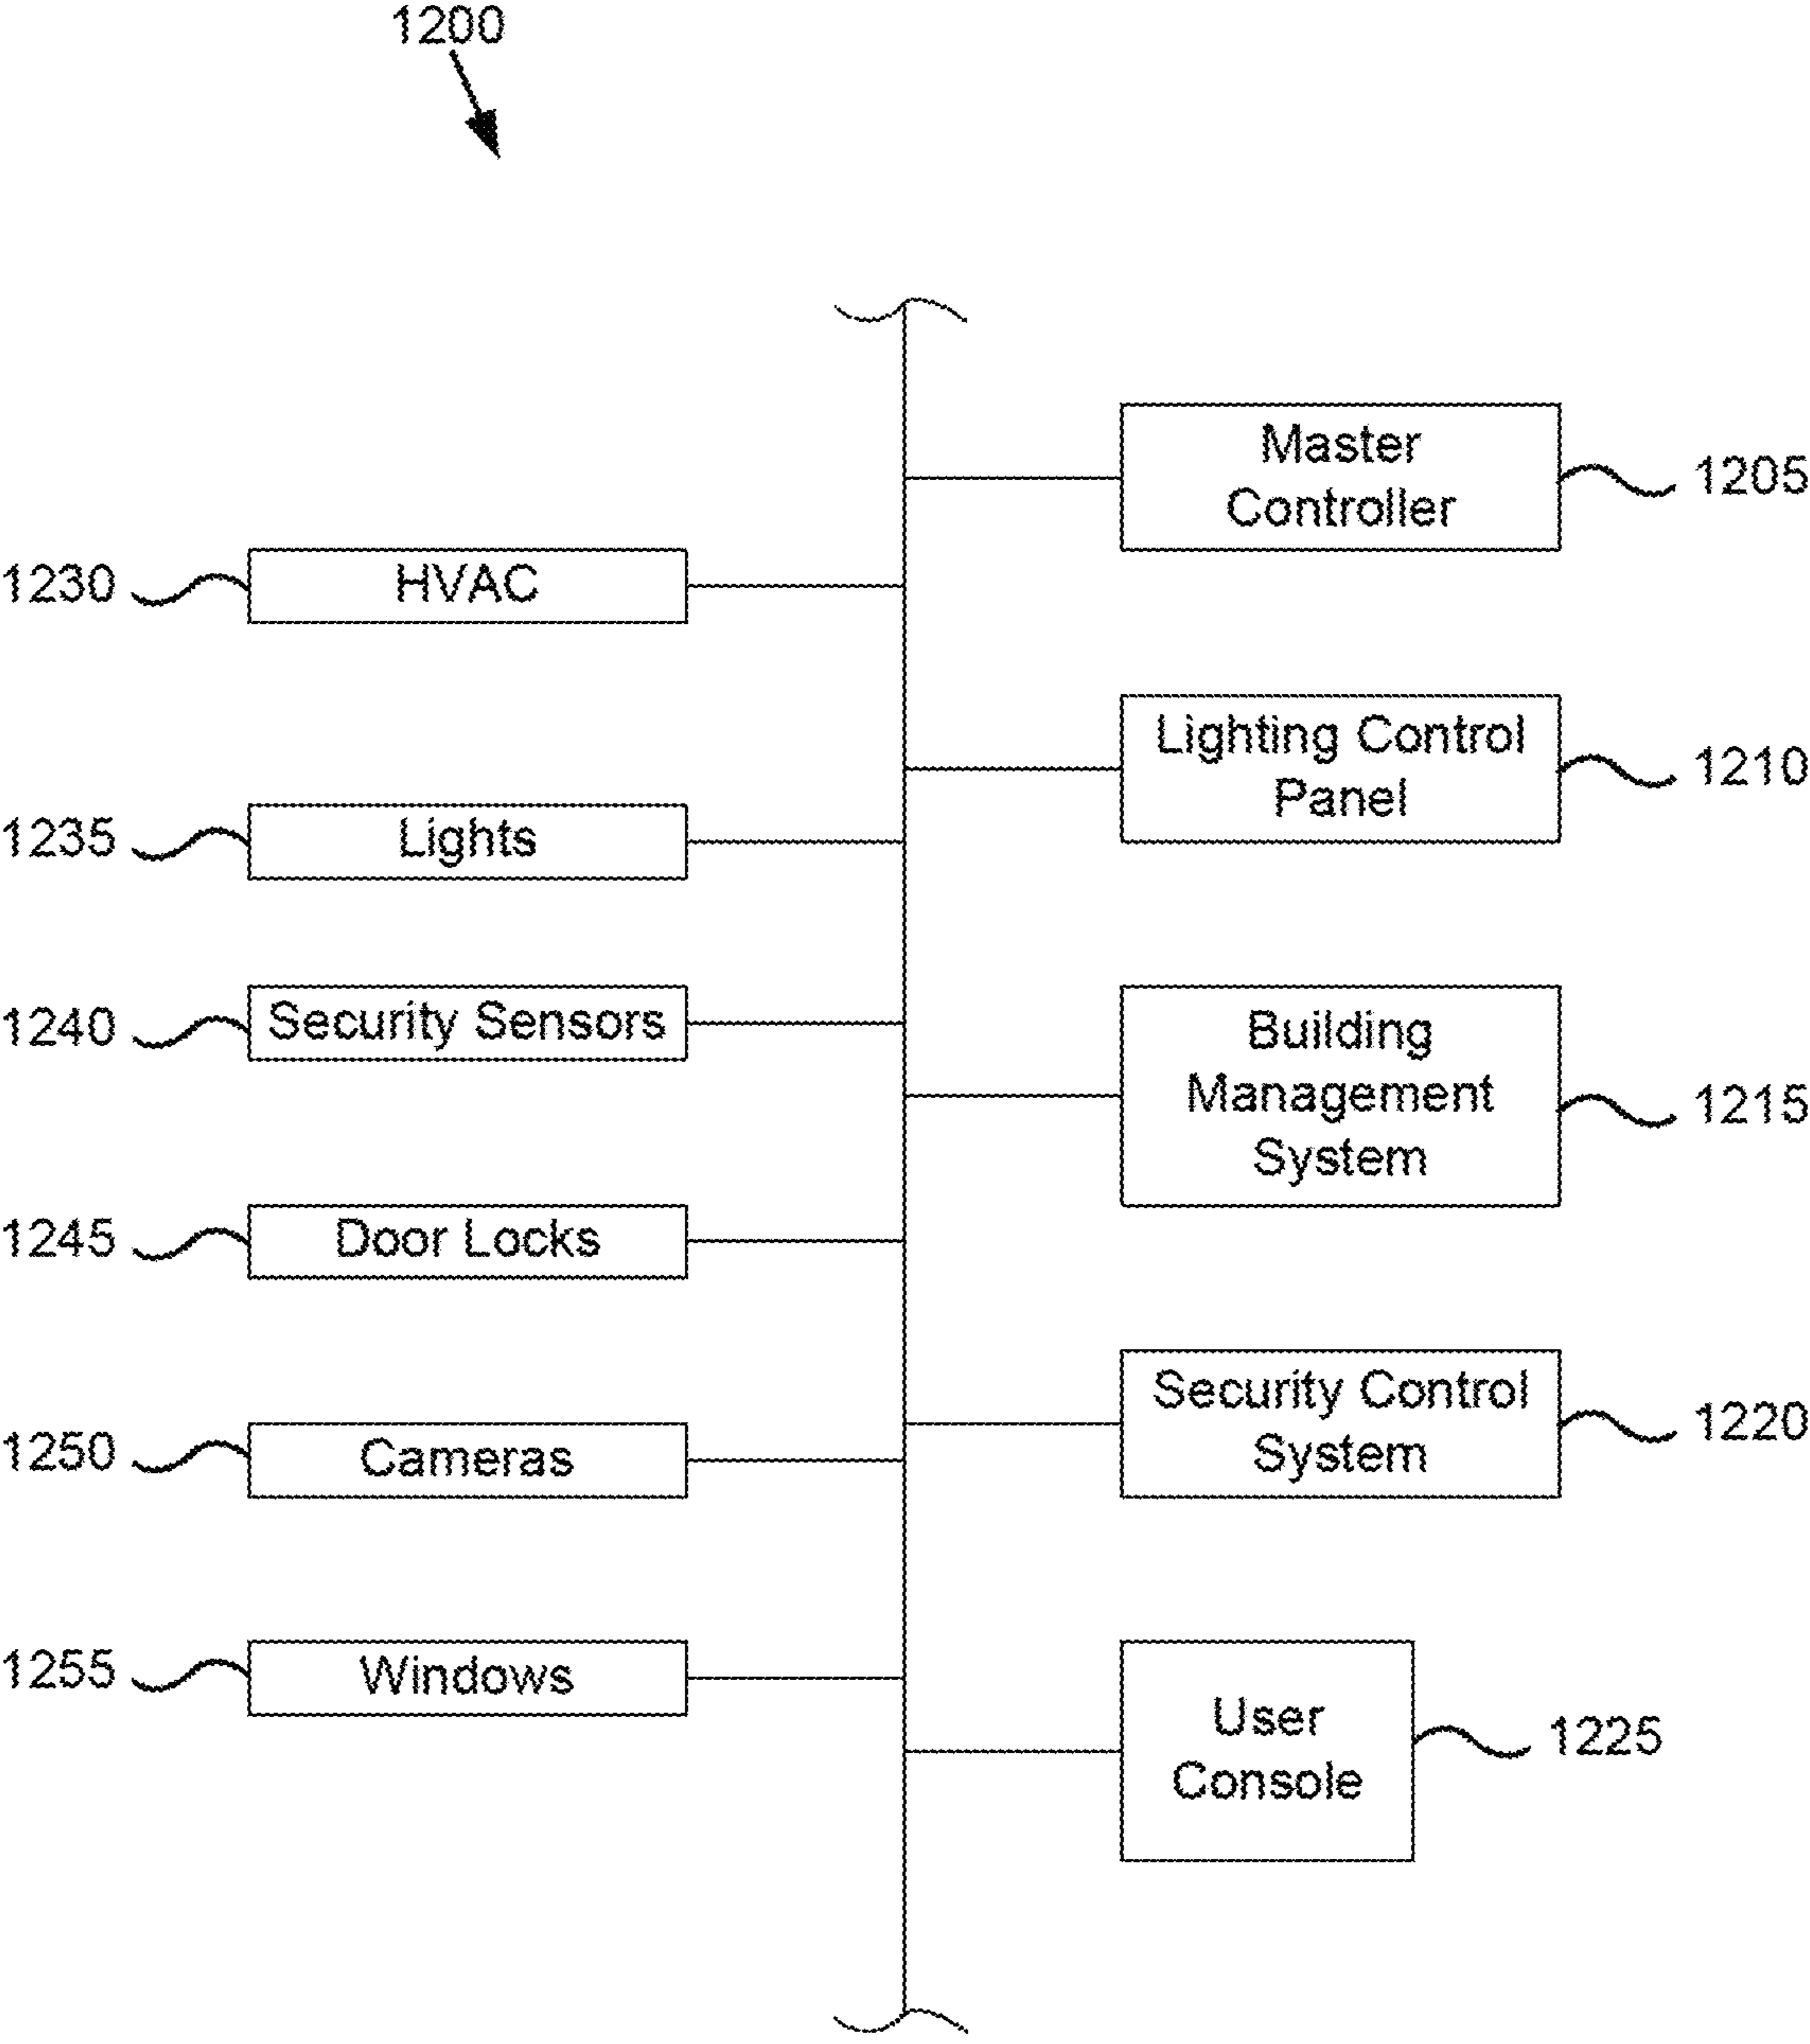 1200
Master
Controller
1205
1230
HVAC
Lighting Control
Panel
1210
1235
Lights
1240
Security Sensors
Building
Management
System
1215
1245
Door Locks
Security Control
System
1220
1250
Cameras
1255
Windows
User
Console
1225